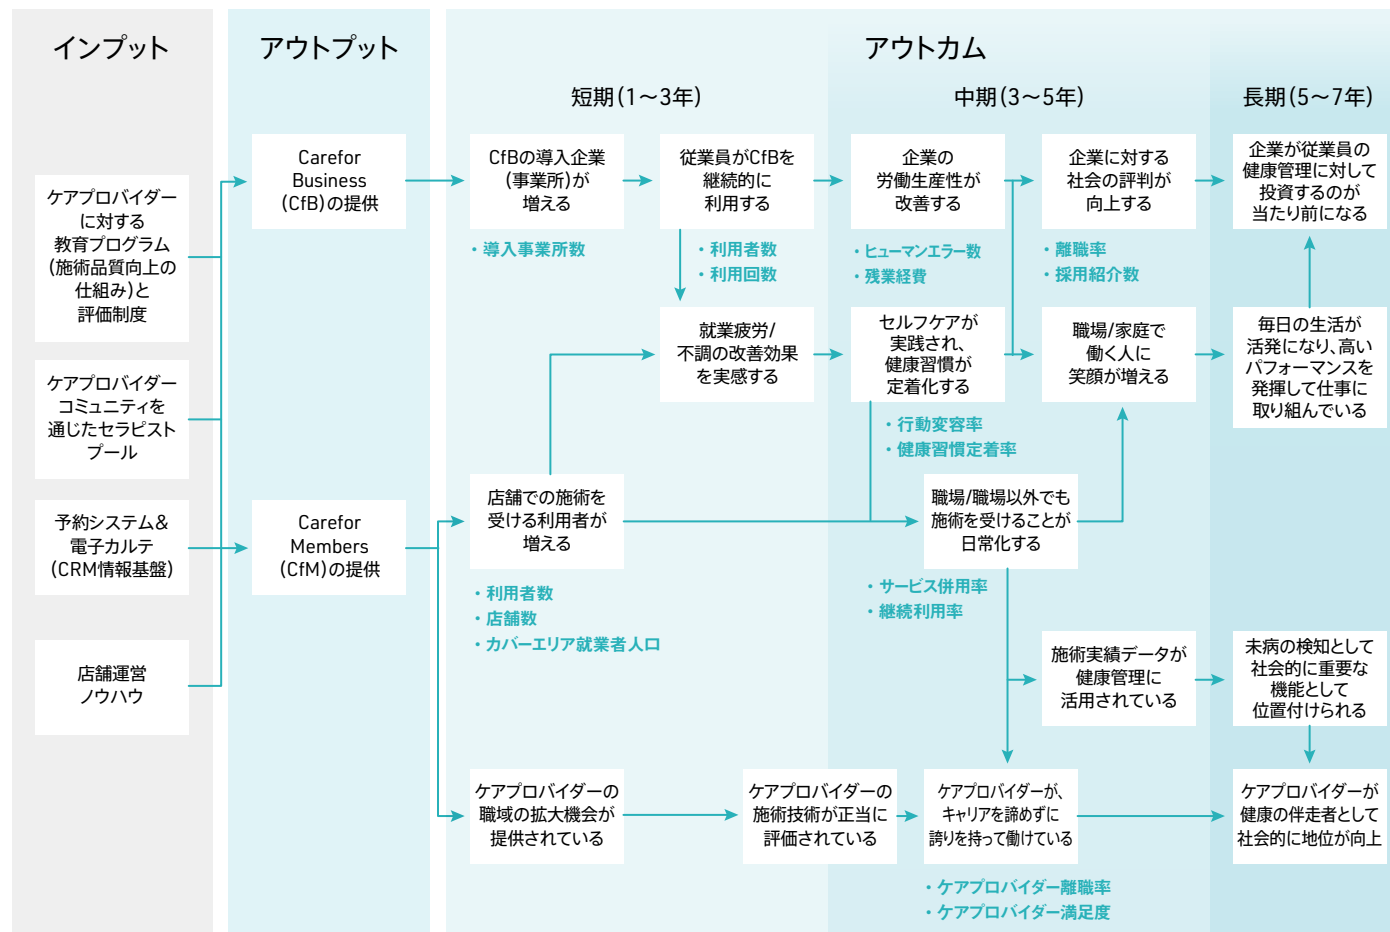 インプット
アウトプット
アウトカム
短期(1〜3年)
中期(3〜5年)
長期(5〜7年)
ケアプロバイダー
に対する
教育プログラム
(施術品質向上の
仕組み)と
評価制度
ケアプロバイダー
コミュニティを
通じたセラピスト
プール
予約システム&
電子カルテ
(CRM情報基盤)
店舗運営
ノウハウ
Carefor
Business
(CfB)の提供
Carefor
Members
(CfM)の提供
CfBの導入企業
(事業所)が
増える
・導入事業所数
従業員がCfBを
継続的に
利用する
・利用者数
・利用回数
企業の
労働生産性が
改善する
・ヒューマンエラー数
・残業経費
企業に対する
社会の評判が
向上する
・離職率
・採用紹介数
企業が従業員の
健康管理に対して
投資するのが
当たり前になる
就業疲労/
不調の改善効果
を実感する
セルフケアが
実践され、
健康習慣が
定着化する
・行動変容率
・健康習慣定着率
職場/家庭で
働く人に
笑顔が増える
毎日の生活が
活発になり、高い
パフォーマンスを
発揮して仕事に
取り組んでいる
店舗での施術を
受ける利用者が
増える
・利用者数
・店舗数
・カバーエリア就業者人口
職場/職場以外でも
施術を受けることが
日常化する
・サービス併用率
・継続利用率
施術実績データが
健康管理に
活用されている
未病の検知として
社会的に重要な
機能として
位置付けられる
ケアプロバイダーの
職域の拡大機会が
提供されている
ケアプロバイダーの
施術技術が正当に
評価されている
ケアプロバイダーが、
キャリアを諦めずに
誇りを持って働けている
・ケアプロバイダー離職率
・ケアプロバイダー満足度
ケアプロバイダーが
健康の伴走者として
社会的に地位が向上